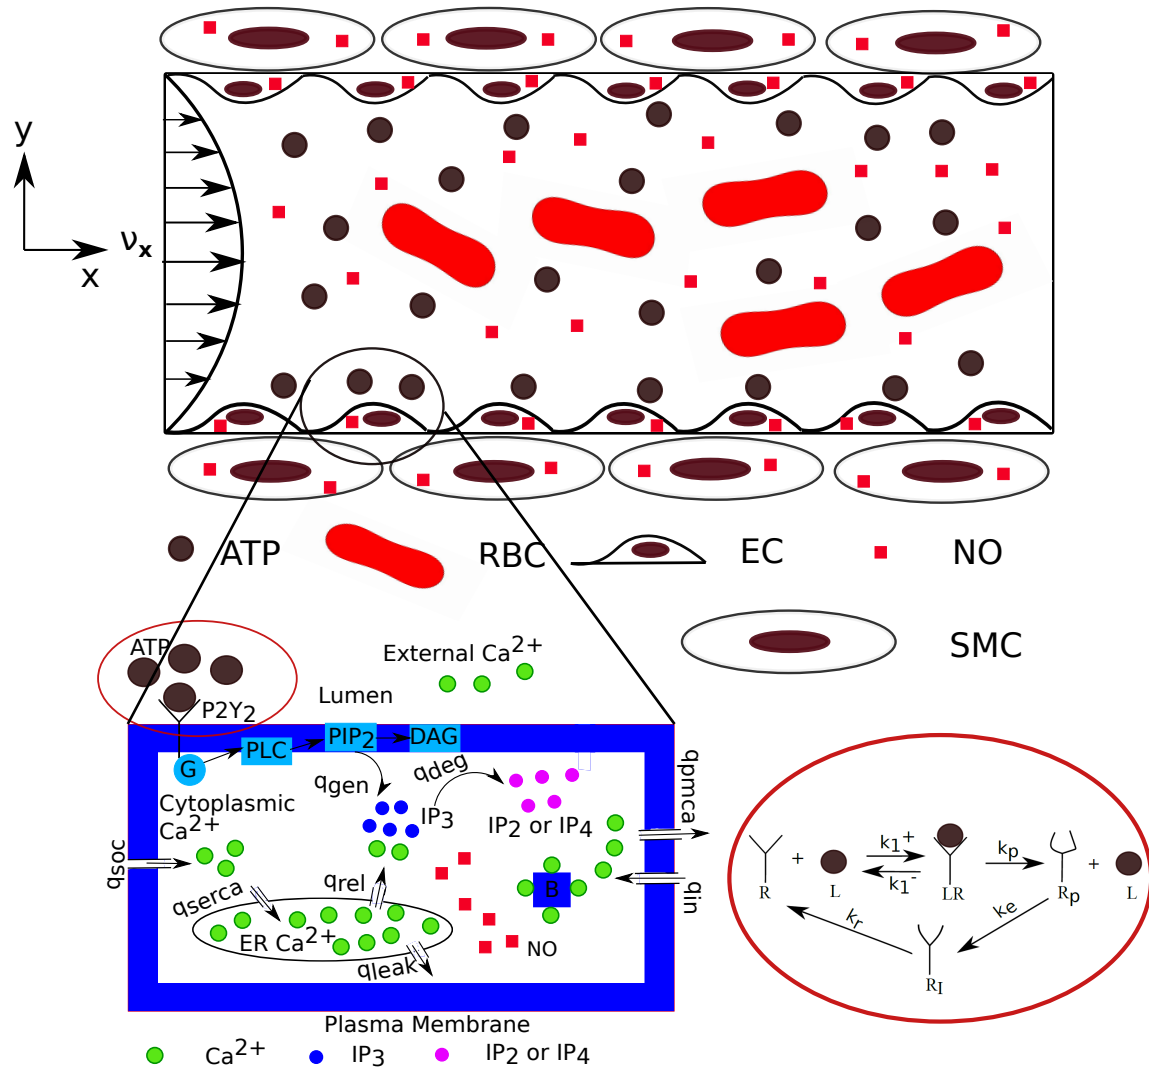 y
νx
x
ATP
RBC
EC
NO
SMC
ATP
P2Y2
External Ca2+
Lumen
G
PLC
PIP2
DAG
qgen
qdeg
IP3
IP2 or IP4
Cytoplasmic
Ca2+
qsoc
qserca
qrel
ER Ca2+
qleak
B
NO
qpmca
qin
Plasma Membrane
Ca2+
IP3
IP2 or IP4
R
+
L
k1+
k1-
LR
kp
Rp
+
L
kr
ke
RI